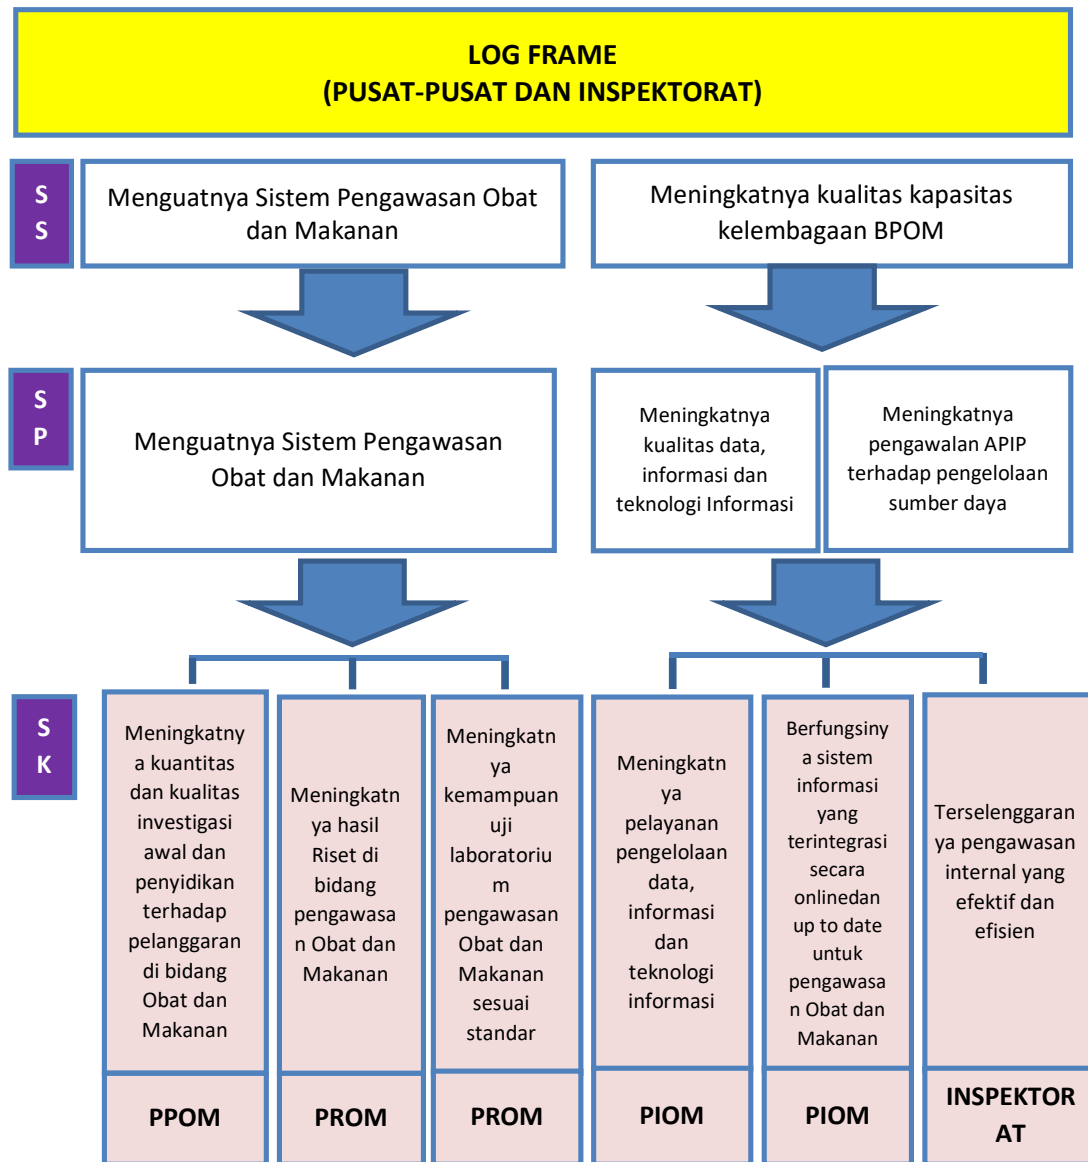 LOG FRAME
(PUSAT-PUSAT DAN INSPEKTORAT)
S
S
Menguatnya Sistem Pengawasan Obat
dan Makanan
Meningkatnya kualitas kapasitas
kelembagaan BPOM
S
P
Menguatnya Sistem Pengawasan
Obat dan Makanan
Meningkatnya
kualitas data,
informasi dan
teknologi Informasi
Meningkatnya
pengawalan APIP
terhadap pengelolaan
sumber daya
S
K
Meningkatny
a kuantitas
dan kualitas
investigasi
awal dan
penyidikan
terhadap
pelanggaran
di bidang
Obat dan
Makanan
Meningkatn
ya hasil
Riset di
bidang
pengawasa
n Obat dan
Makanan
Meningkatn
ya
kemampuan
uji
laboratoriu
m
pengawasan
Obat dan
Makanan
sesuai
standar
Meningkatn
ya
pelayanan
pengelolaan
data,
informasi
dan
teknologi
informasi
Berfungsiny
a sistem
informasi
yang
terintegrasi
secara
onlinedan
up to date
untuk
pengawasa
n Obat dan
Makanan
Terselenggaran
ya pengawasan
internal yang
efektif dan
efisien
PPOM
PROM
PROM
PIOM
PIOM
INSPEKTOR
AT